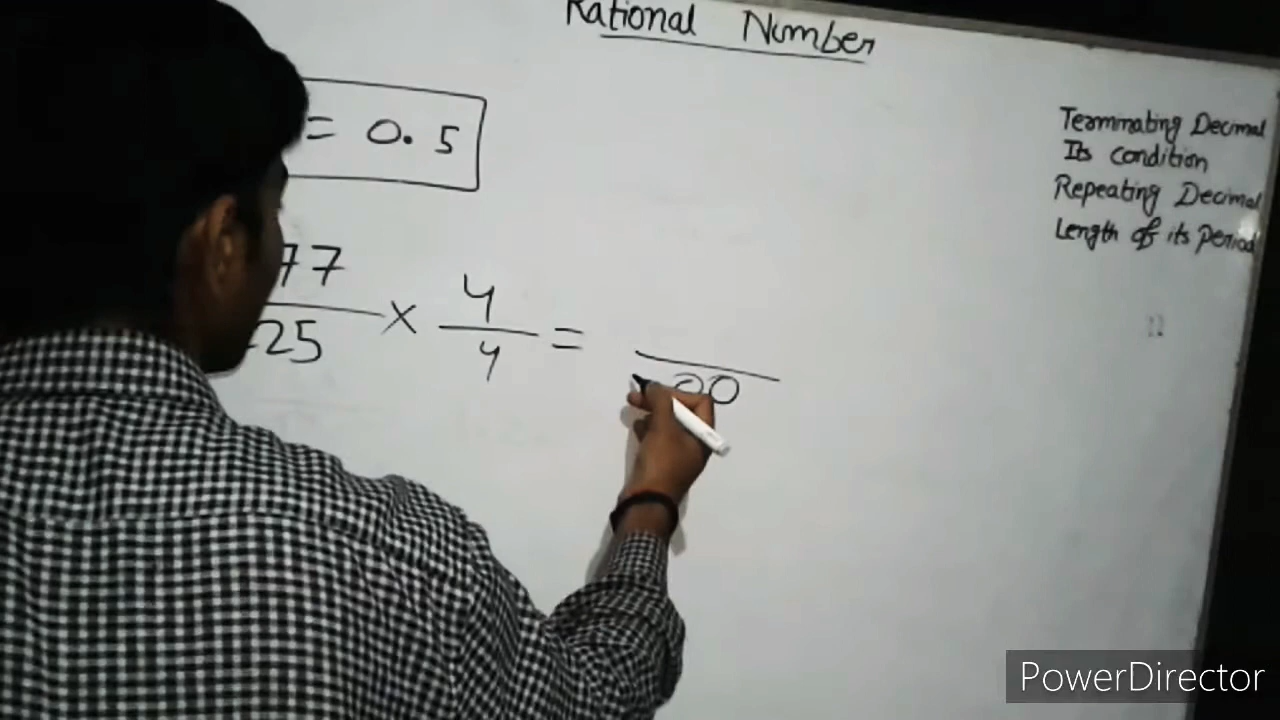 Rational Number
= 0.5
Terminating Decimal
Its condition
Repeating Decimal
Length of its Period
77
25
× 4
4
=
00
PowerDirector